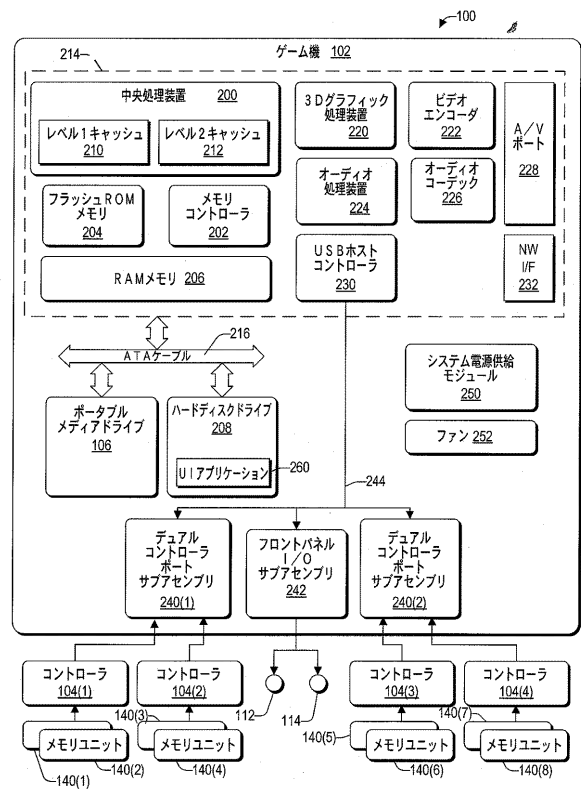 100
ゲーム機 102
214
中央処理装置 200
レベル1キャッシュ
210
レベル2キャッシュ
212
3Dグラフィック
処理装置
220
ビデオ
エンコーダ
222
A/V
ポート
228
フラッシュROM
メモリ
204
メモリ
コントローラ
202
オーディオ
処理装置
224
オーディオ
コーデック
226
RAMメモリ 206
USBホスト
コントローラ
230
NW
I/F
232
216
ATAケーブル
ポータブル
メディアドライブ
106
ハードディスクドライブ
208
UIアプリケーション
260
システム電源供給
モジュール
250
ファン 252
244
デュアル
コントローラ
ポート
サブアセンブリ
240(1)
フロントパネル
I/O
サブアセンブリ
242
デュアル
コントローラ
ポート
サブアセンブリ
240(2)
コントローラ
104(1)
コントローラ
104(2)
コントローラ
104(3)
コントローラ
104(4)
112
114
140(3)
140(5)
140(7)
メモリユニット
メモリユニット
メモリユニット
メモリユニット
140(1)
140(2)
140(4)
140(6)
140(8)